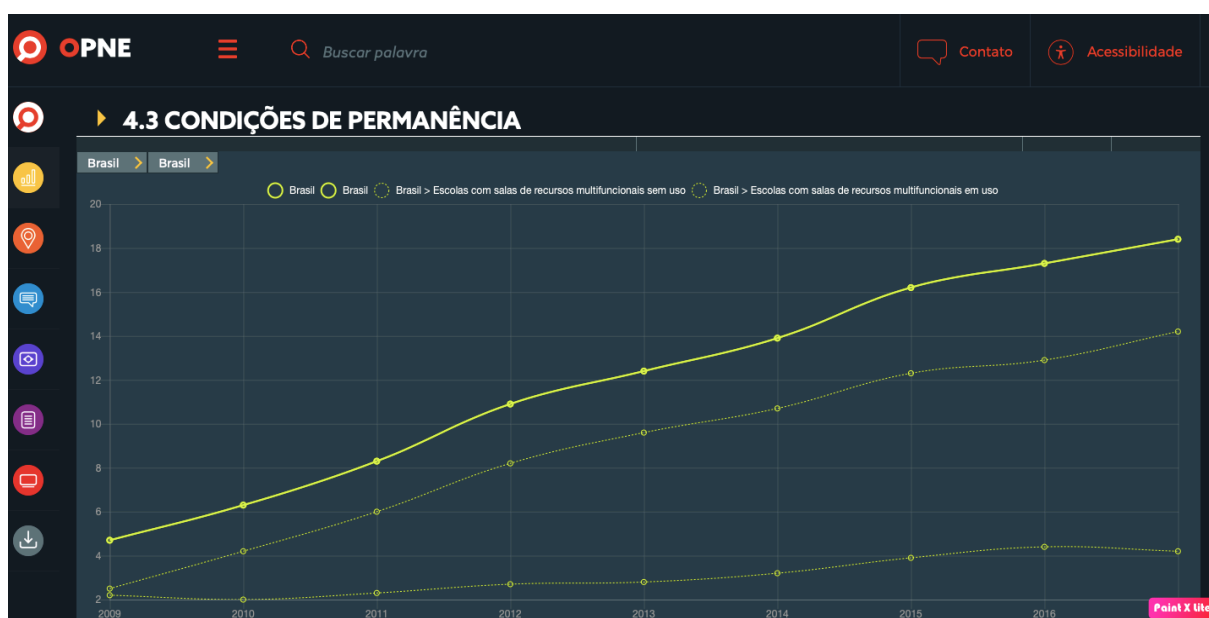 OPNE
Buscar palavra
Contato
Acessibilidade
4.3 CONDIÇÕES DE PERMANÊNCIA
Brasil
Brasil
Brasil Brasil Brasil > Escolas com salas de recursos multifuncionais sem uso Brasil > Escolas com salas de recursos multifuncionais em uso
20
18
16
14
12
10
8
6
4
2
2009 2010 2011 2012 2013 2014 2015 2016
Paint X Lite